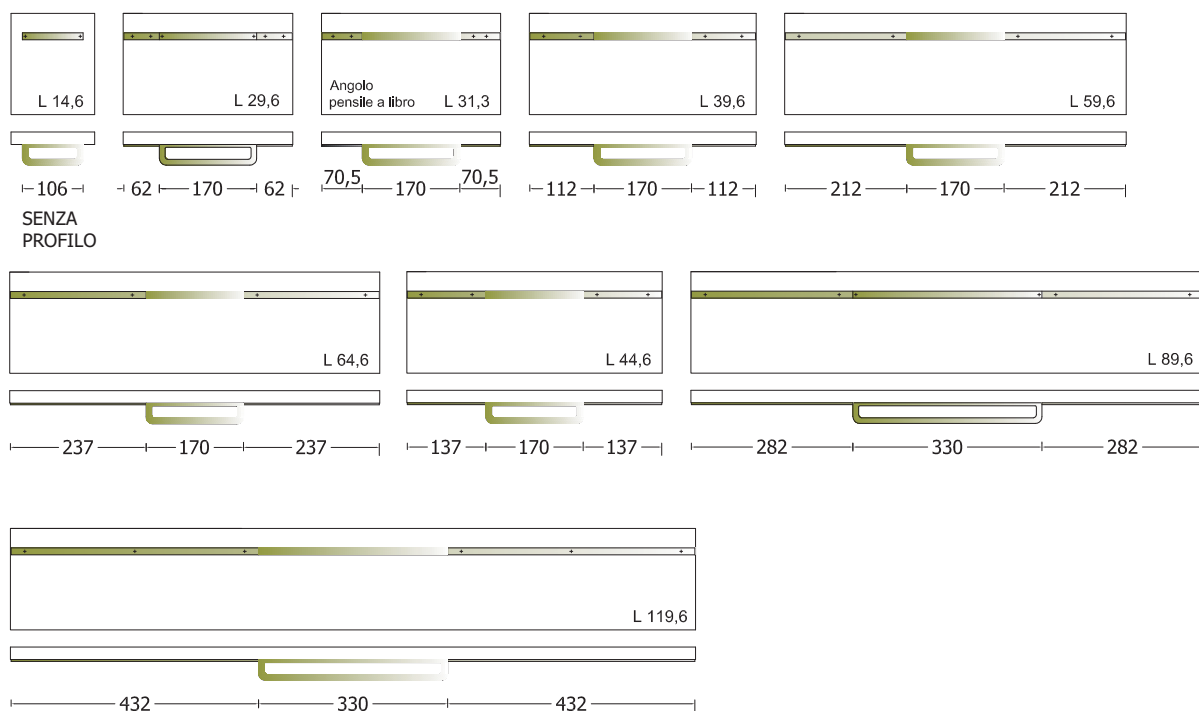 L 14,6
L 29,6
Angolo
pensile a libro
L 31,3
L 39,6
L 59,6
106
62 170 62
70,5 170 70,5
112 170 112
212 170 212
SENZA
PROFILO
L 64,6
L 44,6
L 89,6
237 170 237
137 170 137
282 330 282
L 119,6
432 330 432